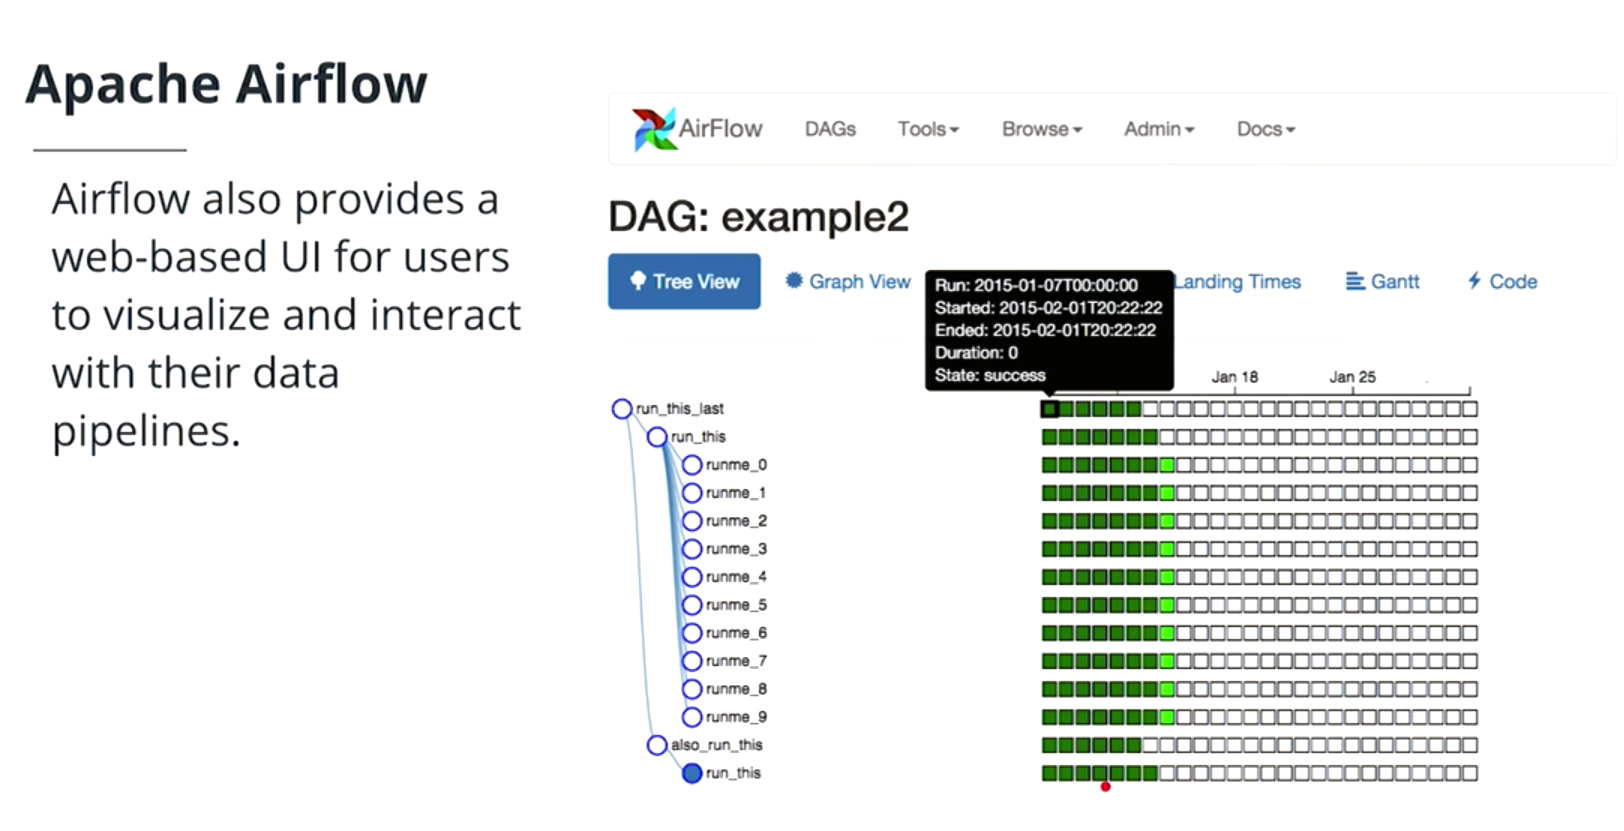 Apache Airflow
Airflow also provides a
web-based UI for users
to visualize and interact
with their data
pipelines.
AirFlow DAGs Tools Browse Admin Docs
DAG: example2
Tree View Graph View Landing Times Gantt Code
Run: 2015-01-07T00:00:00
Started: 2015-02-01T20:22:22
Ended: 2015-02-01T20:22:22
Duration: 0
State: success
Jan 18 Jan 25
run_this_last
run_this
runme_0
runme_1
runme_2
runme_3
runme_4
runme_5
runme_6
runme_7
runme_8
runme_9
also_run_this
run_this